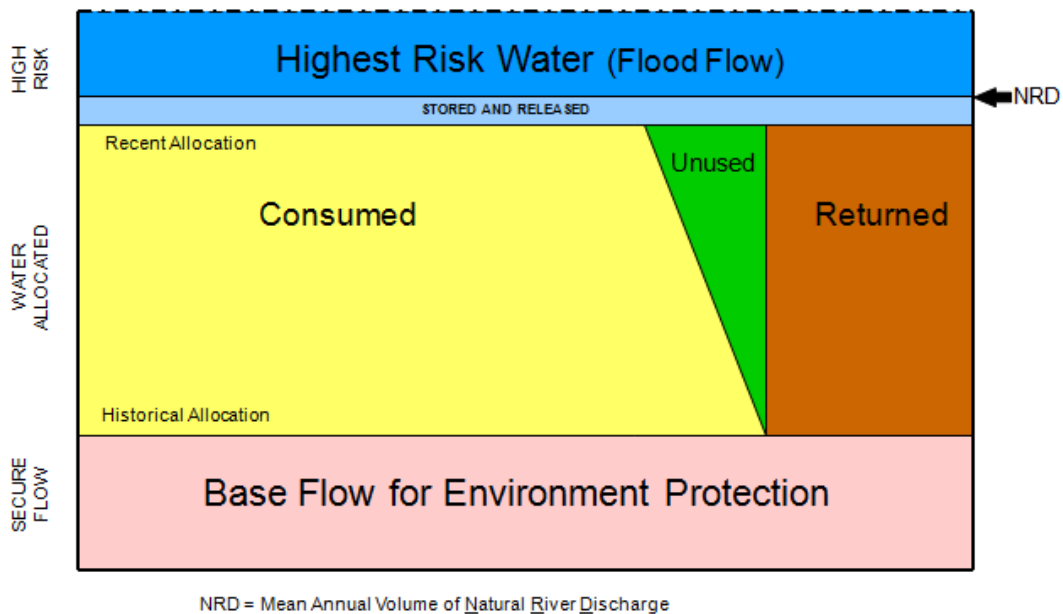 HIGH
RISK
Highest Risk Water (Flood Flow)
NRD
STORED AND RELEASED
WATER
ALLOCATED
Recent Allocation
Unused
Consumed
Returned
Historical Allocation
SECURE
FLOW
Base Flow for Environment Protection
NRD = Mean Annual Volume of Natural River Discharge